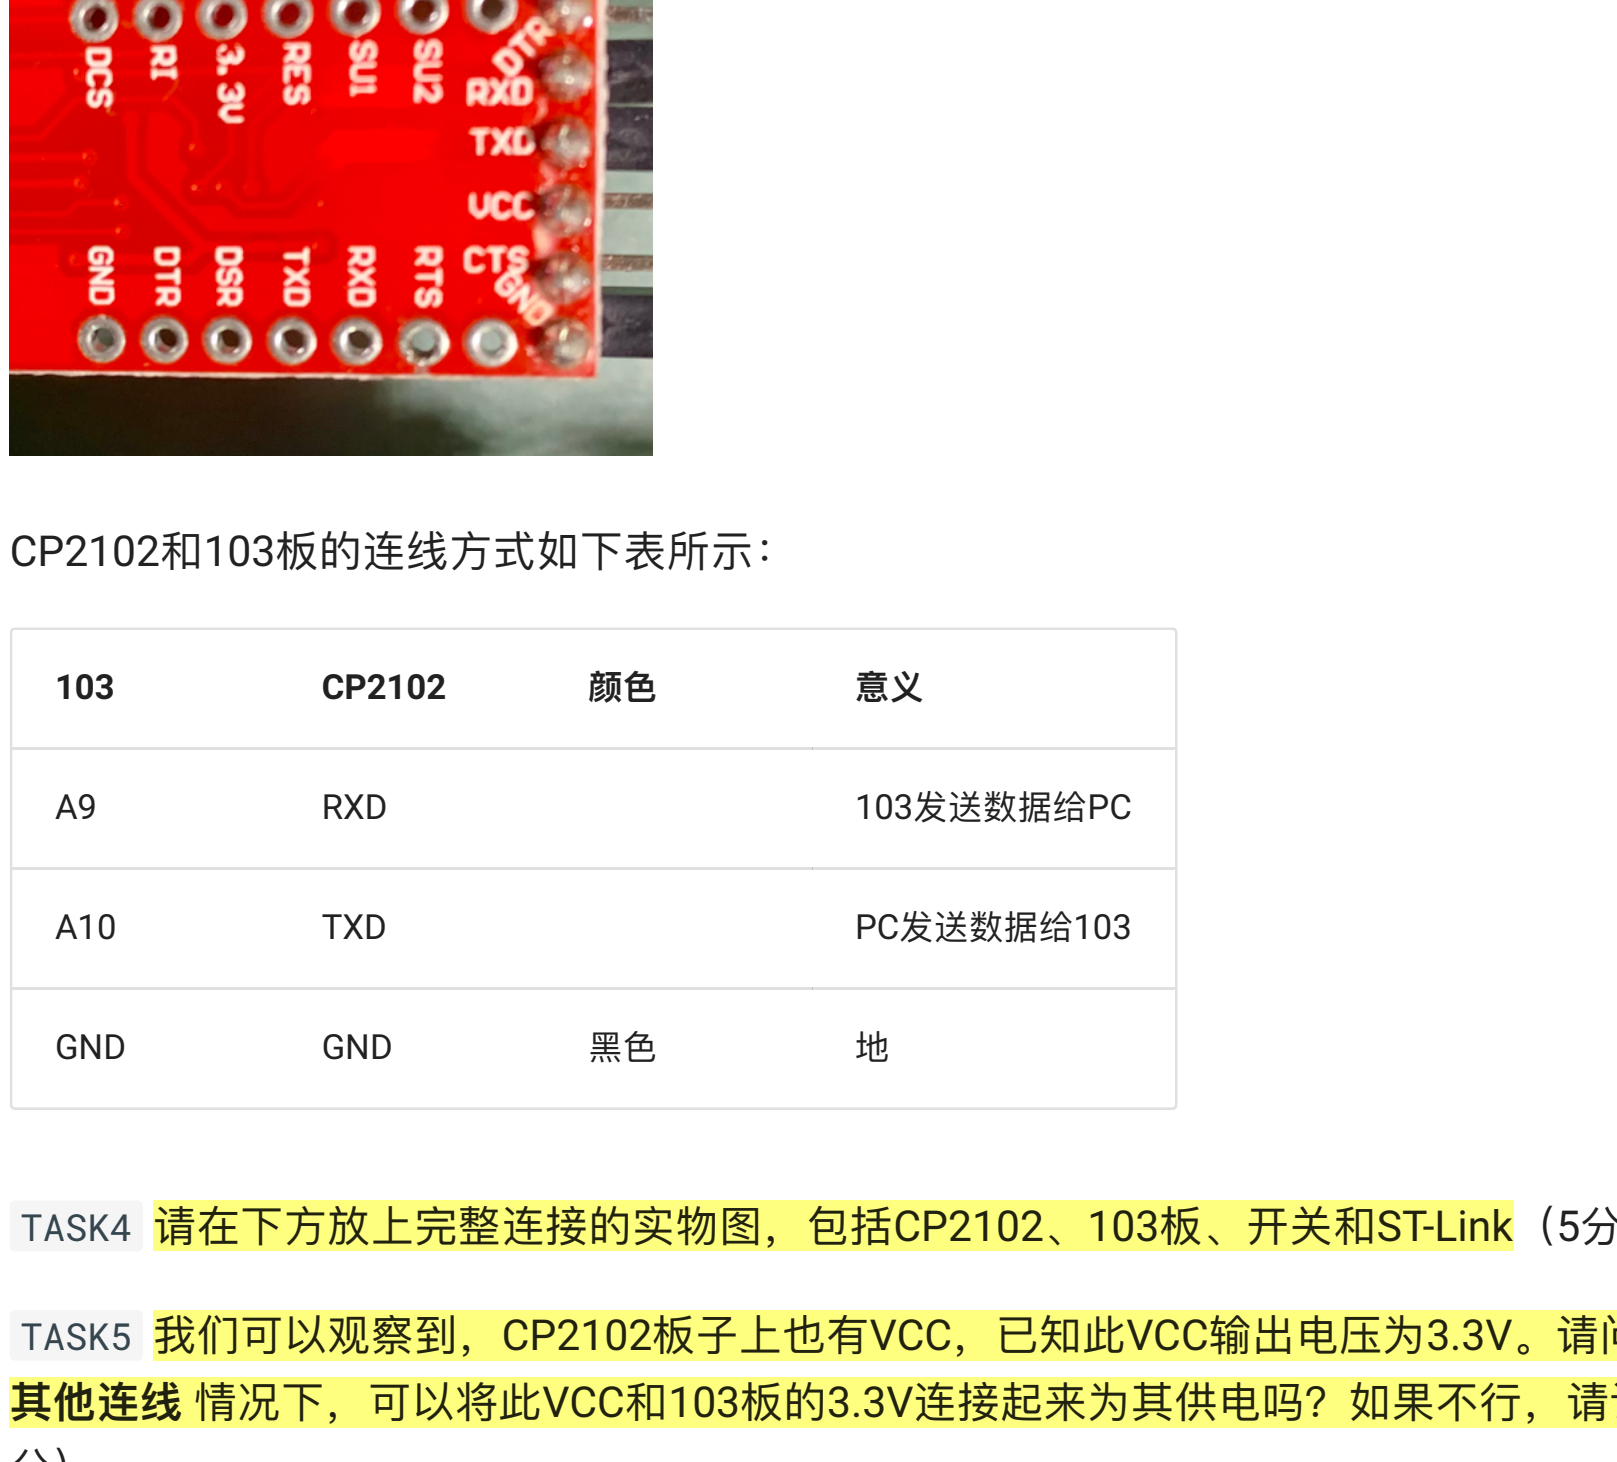 DCS RI 3.3V RES SU1 SU2 DTR
RXD
TXD
VCC
CTS
GND DTR DSR TXD RXD RTS GND
CP2102和103板的连线方式如下表所示：
103 CP2102 颜色 意义
A9 RXD 103发送数据给PC
A10 TXD PC发送数据给103
GND GND 黑色 地
TASK4 请在下方放上完整连接的实物图，包括CP2102、103板、开关和ST-Link（5分
TASK5 我们可以观察到，CP2102板子上也有VCC，已知此VCC输出电压为3.3V。请
其他连线 情况下，可以将此VCC和103板的3.3V连接起来为其供电吗？如果不行，请